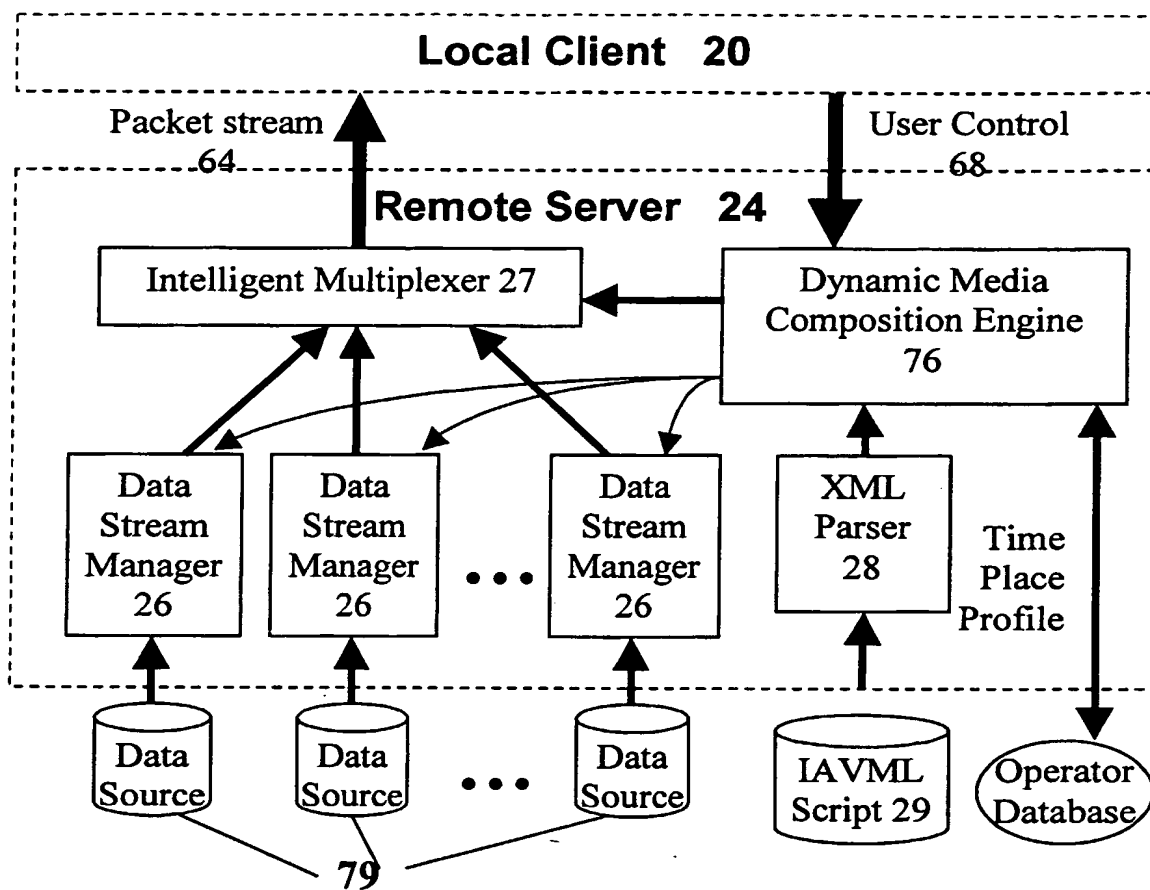 Local Client 20
Packet stream
64
User Control
68
Remote Server 24
Intelligent Multiplexer 27
Dynamic Media
Composition Engine
76
Data
Stream
Manager
26
Data
Stream
Manager
26
Data
Stream
Manager
26
XML
Parser
28
Time
Place
Profile
Data
Source
Data
Source
Data
Source
IAVML
Script 29
Operator
Database
79